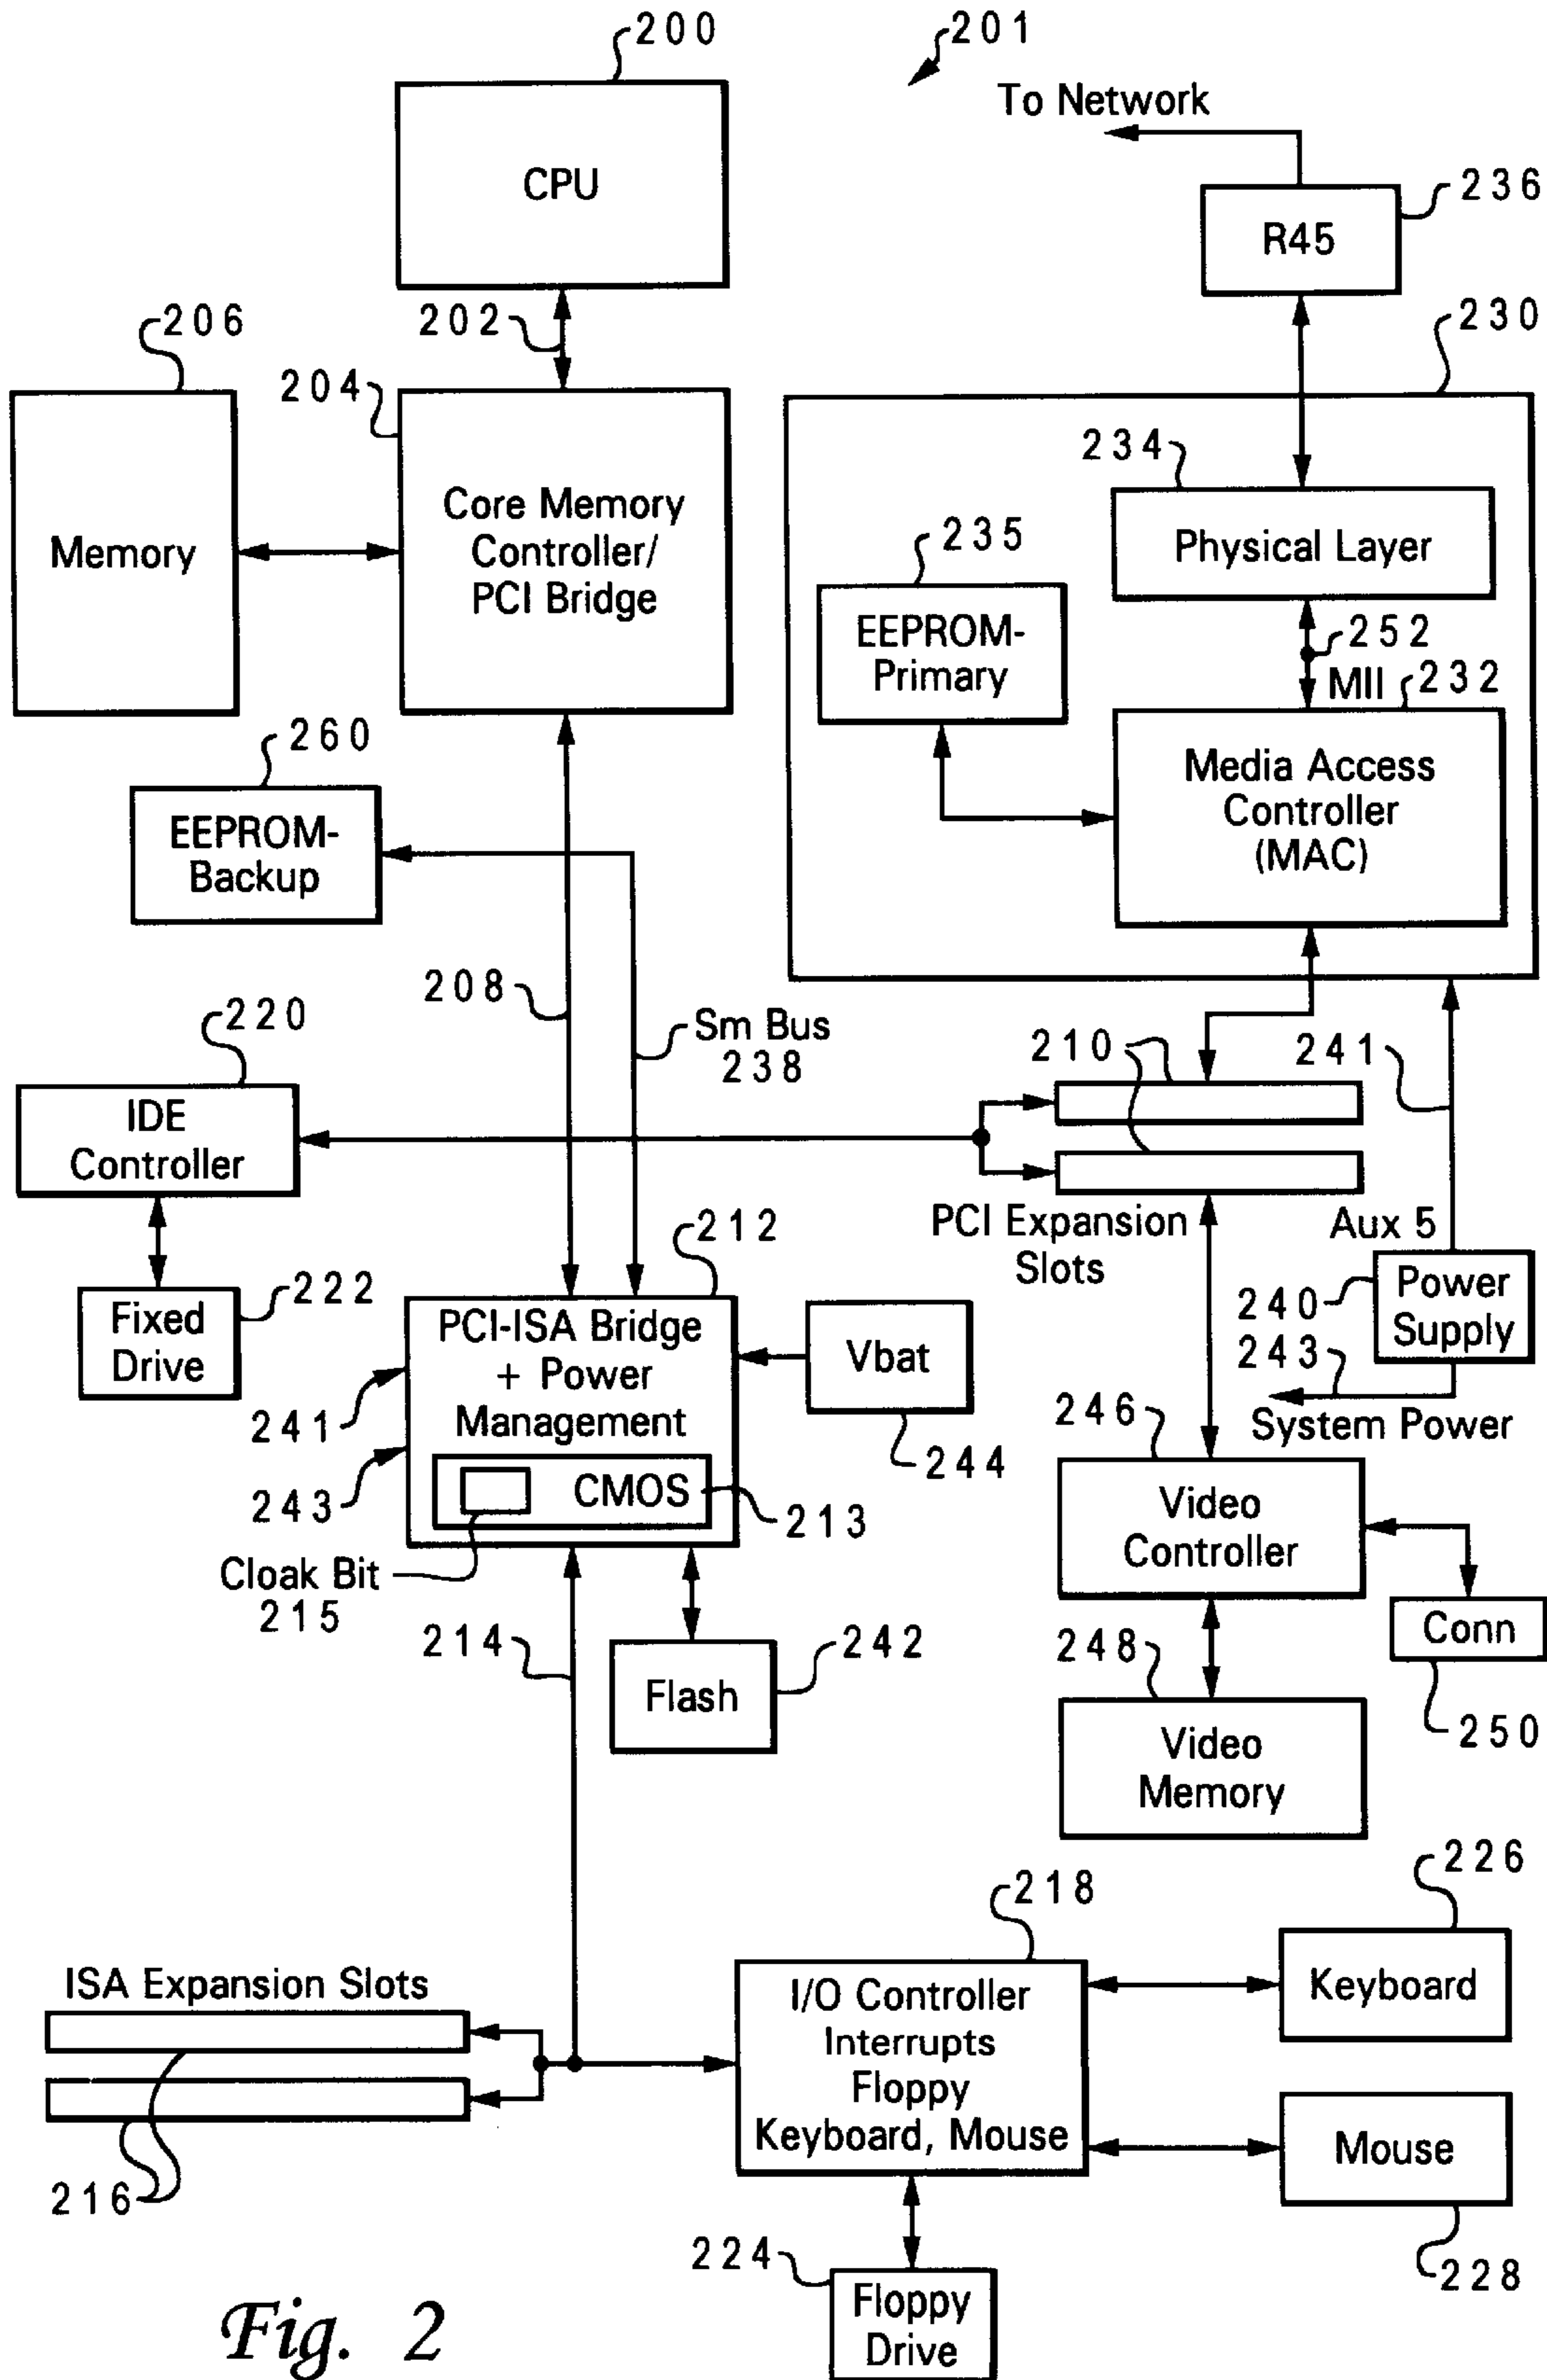 200
201
To Network
CPU
236
R45
202
206
230
204
234
Core Memory
Controller/
PCI Bridge
Memory
Physical Layer
235
EEPROM-
Primary
252
MII
232
260
Media Access
Controller
(MAC)
EEPROM-
Backup
208
220
Sm Bus
238
210
241
IDE
Controller
212
PCI Expansion
Slots
Aux 5
222
Fixed
Drive
PCI-ISA Bridge
+ Power
Management
Vbat
240
Power
Supply
243
System Power
241
246
244
243
CMOS
213
Video
Controller
Cloak Bit
215
214
242
Flash
248
Conn
250
Video
Memory
226
218
ISA Expansion Slots
I/O Controller
Interrupts
Floppy
Keyboard, Mouse
Keyboard
Mouse
216
224
228
Floppy
Drive
Fig. 2